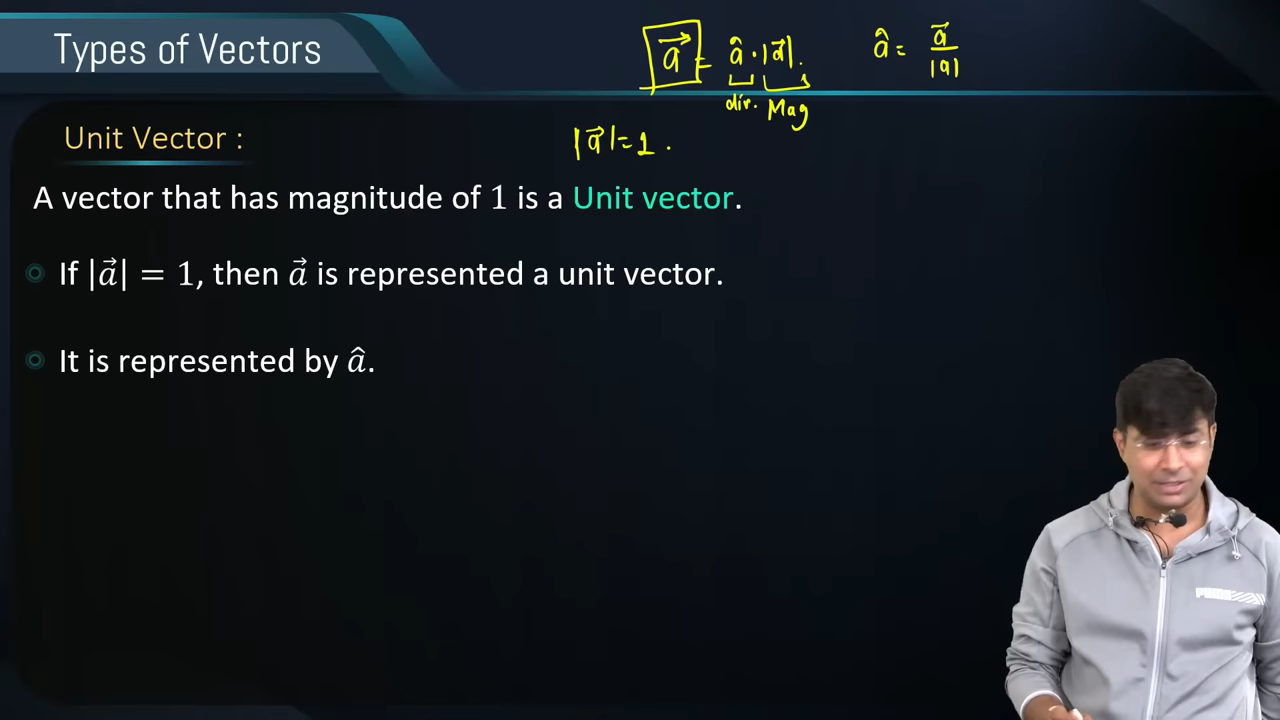 Types of Vectors
a⃗ = â · |a⃗|.
dir. Mag
â = a⃗/|a|
Unit Vector :
|a⃗| = 1.
A vector that has magnitude of 1 is a Unit vector.
If |a⃗| = 1, then a⃗ is represented a unit vector.
It is represented by â.
PUMA